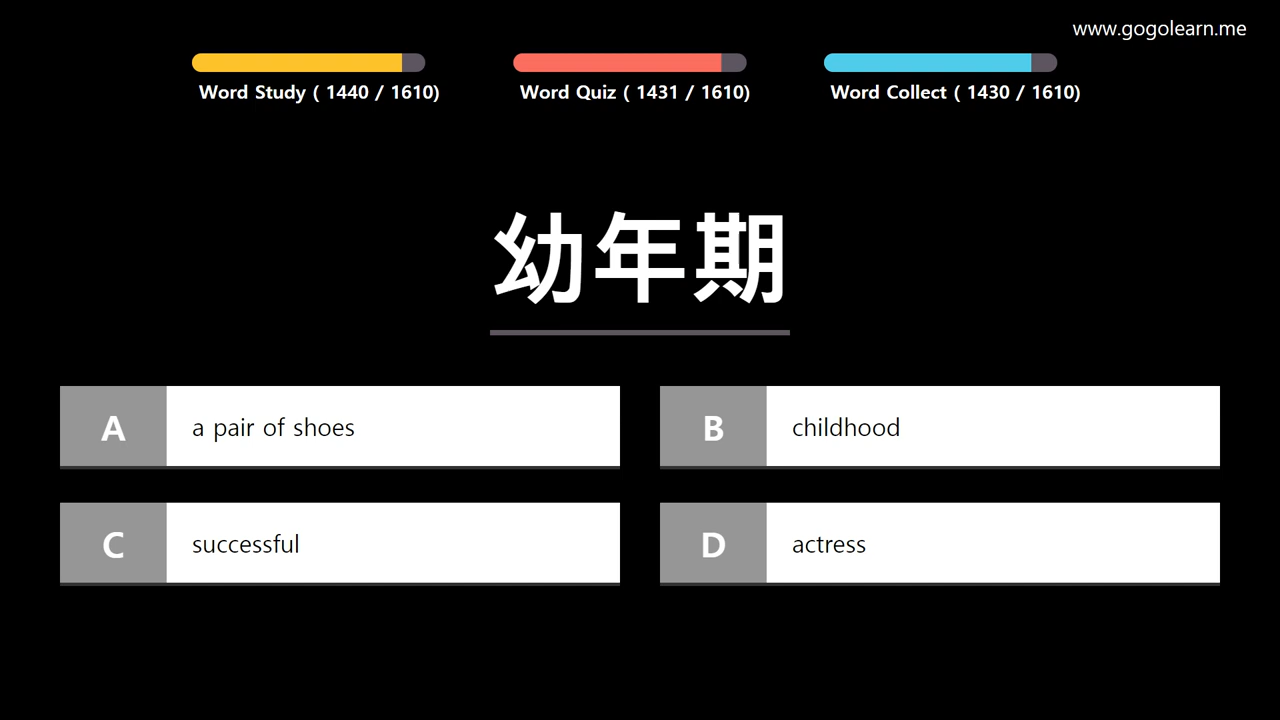 www.gogolearn.me
Word Study ( 1440 / 1610)
Word Quiz ( 1431 / 1610)
Word Collect ( 1430 / 1610)
幼年期
A a pair of shoes
B childhood
C successful
D actress